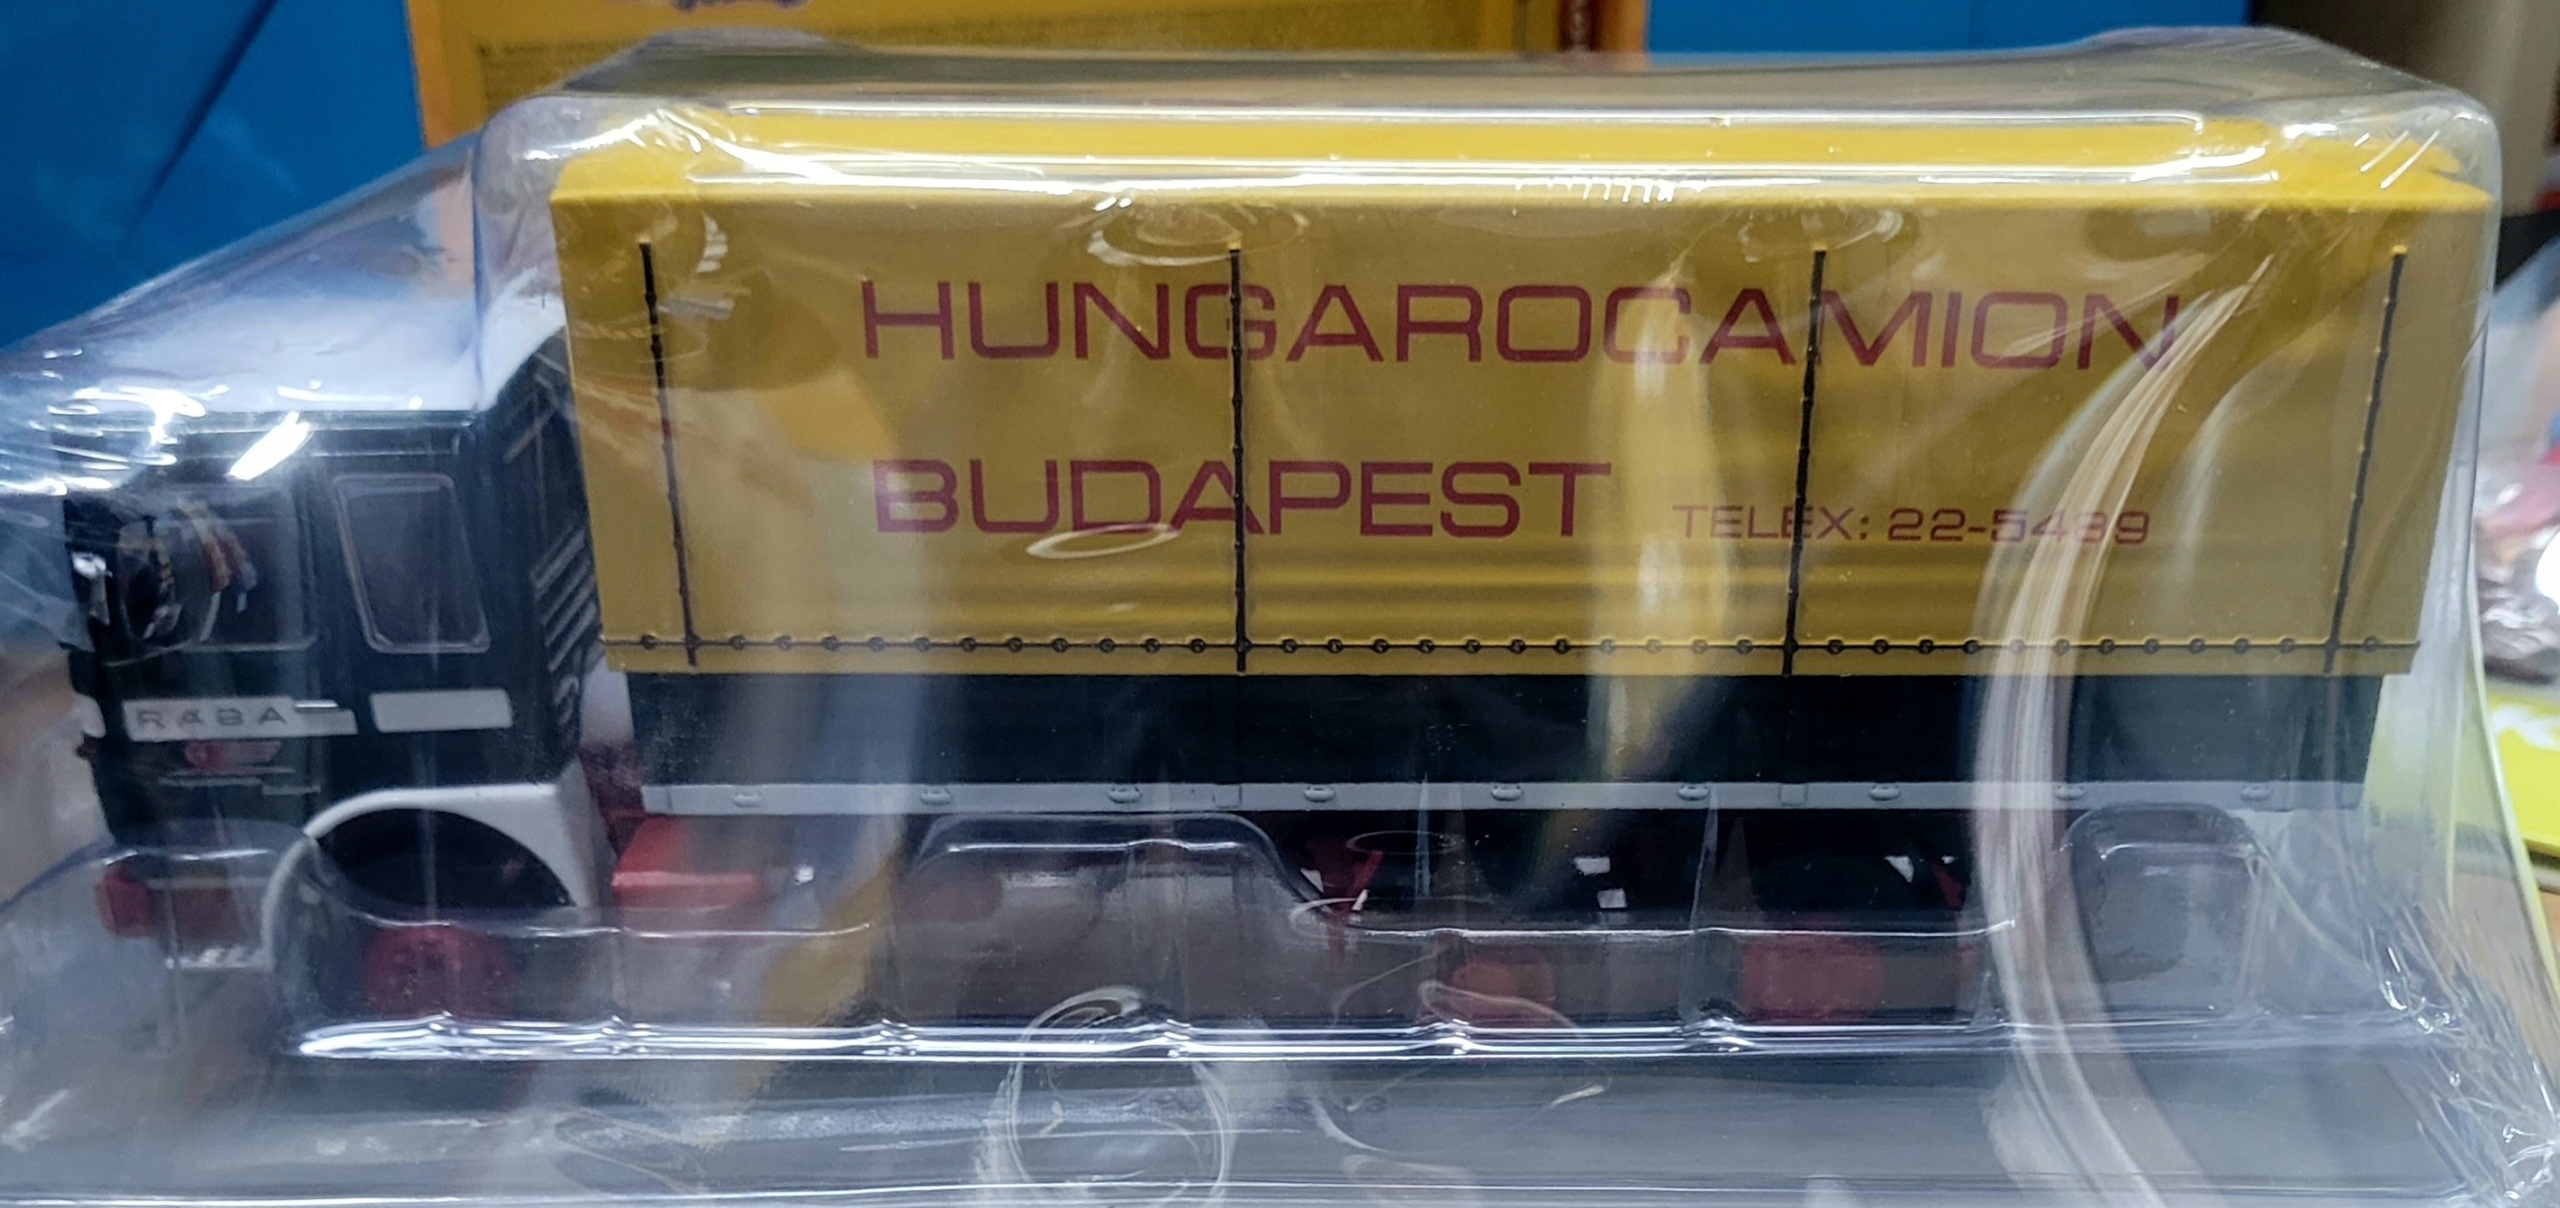 HUNGAROCAMION
BUDAPEST TELEX: 22-5499
RÁBA